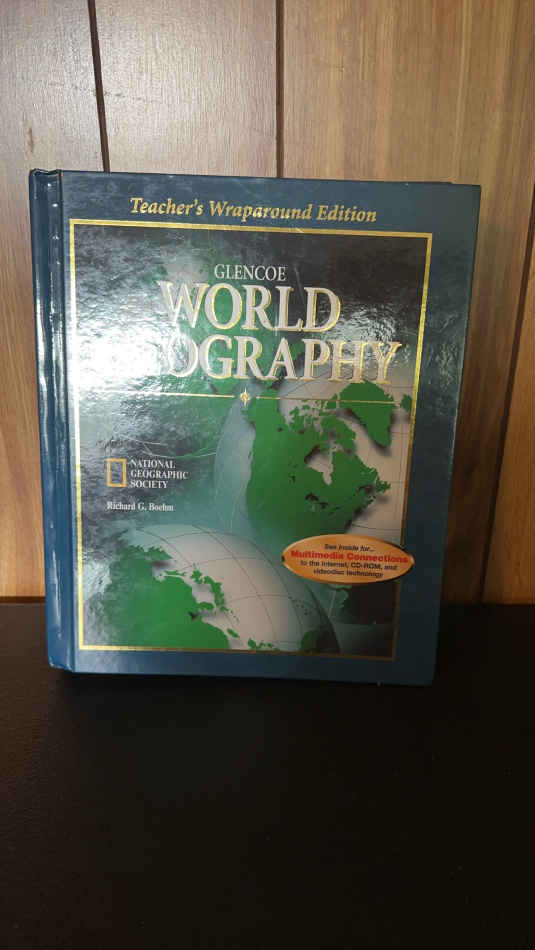 Teacher's Wraparound Edition
GLENCOE
WORLD
GEOGRAPHY
NATIONAL
GEOGRAPHIC
SOCIETY
Richard G. Boehm
See Inside for...
Multimedia Connections
to the Internet, CD-ROM, and
videodisc technology